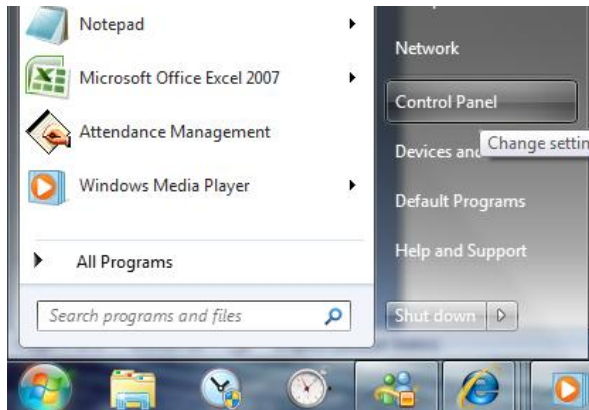 Notepad
Microsoft Office Excel 2007
Attendance Management
Windows Media Player
All Programs
Search programs and files
Network
Control Panel
Devices and
Change settin
Default Programs
Help and Support
Shut down